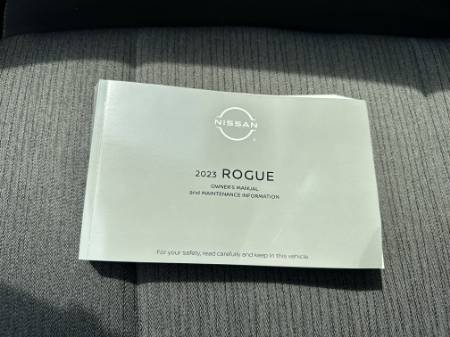 NISSAN
2023 ROGUE
OWNER'S MANUAL
and MAINTENANCE INFORMATION
For your safety, read carefully and keep in this vehicle.